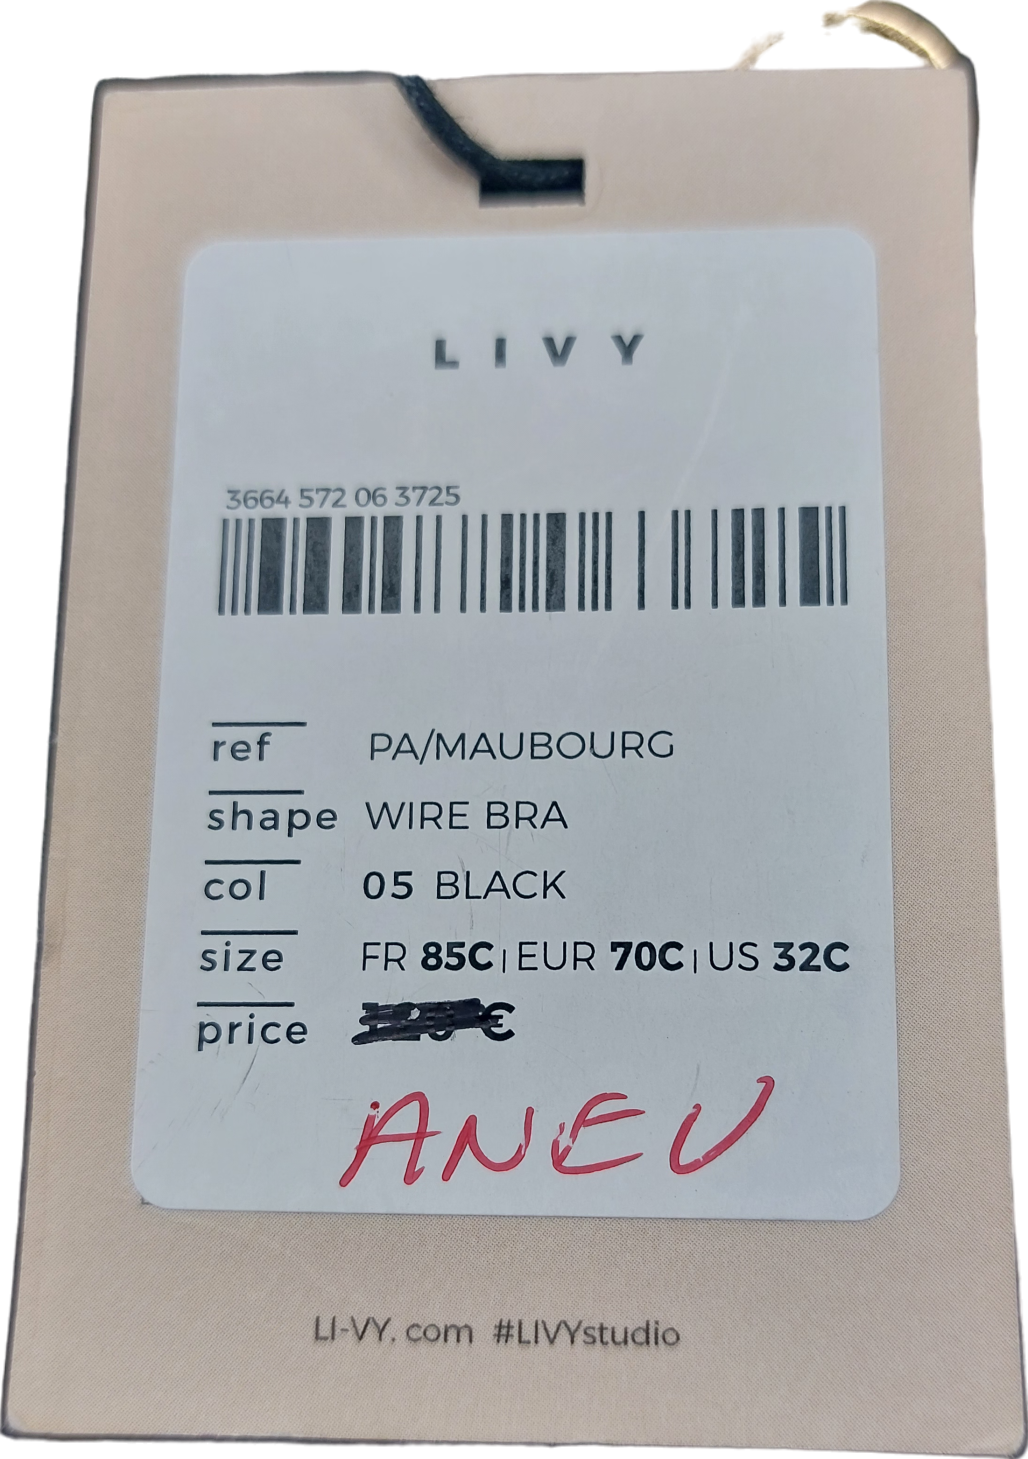 LIVY
3664 572 06 3725
ref PA/MAUBOURG
shape WIRE BRA
col 05 BLACK
size FR 85C | EUR 70C | US 32C
price €
ANEU
LI-VY.com #LIVYstudio